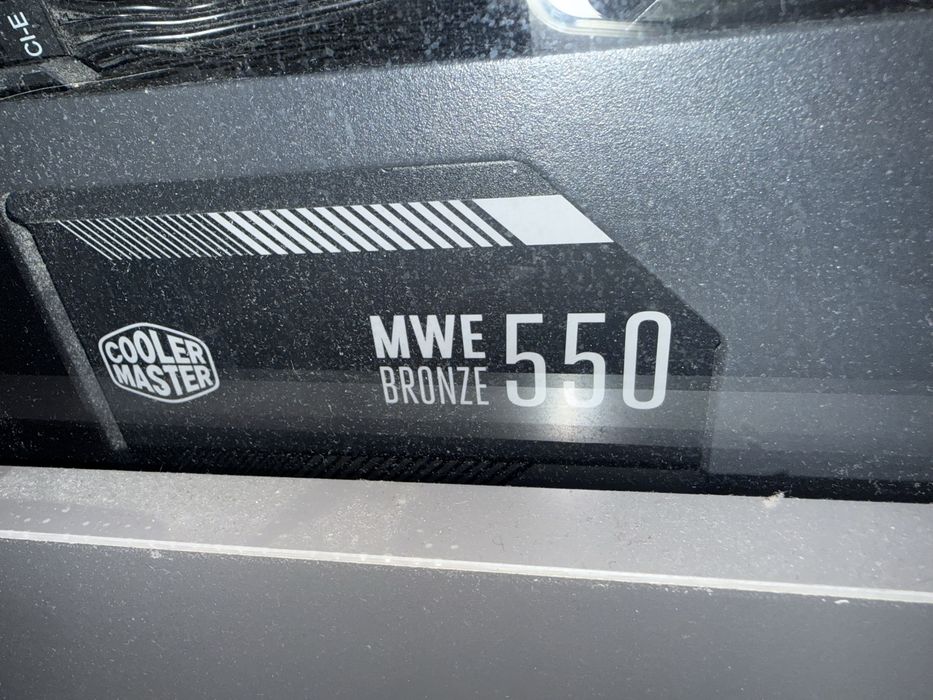 CI-E
COOLER
MASTER
MWE
BRONZE
550